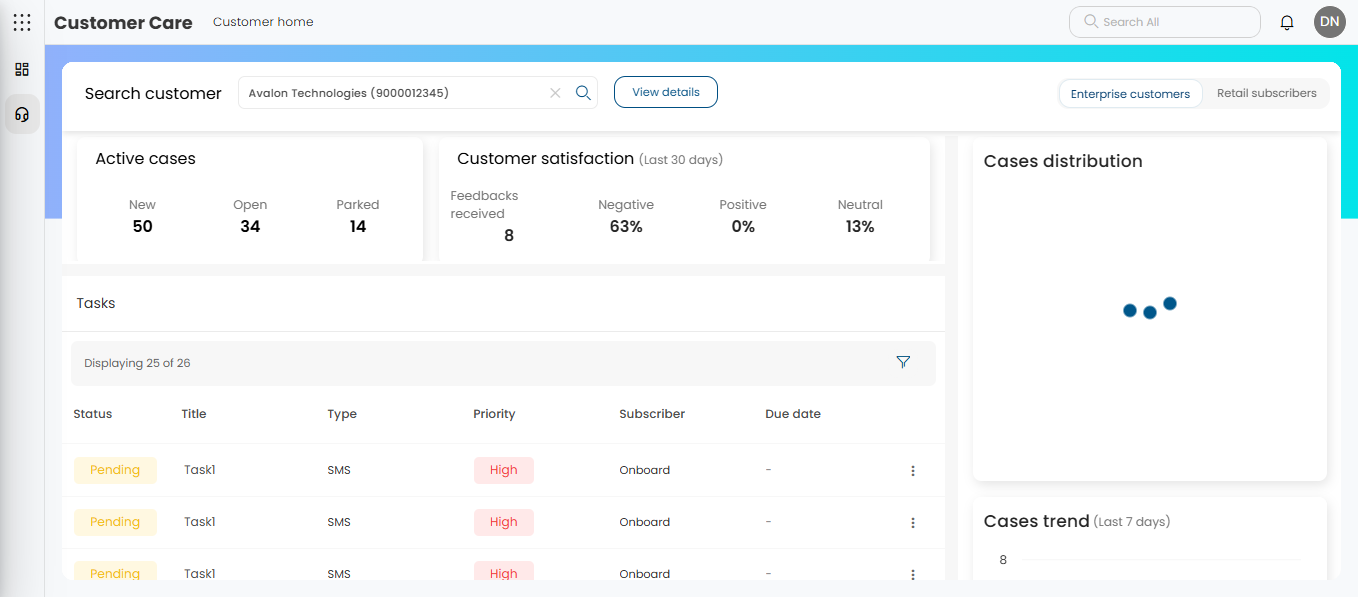 Customer Care
Customer home
Search All
DN
Search customer
Avalon Technologies (9000012345)
View details
Enterprise customers
Retail subscribers
Active cases
New
50
Open
34
Parked
14
Customer satisfaction (Last 30 days)
Feedbacks
received
8
Negative
63%
Positive
0%
Neutral
13%
Cases distribution
Tasks
Displaying 25 of 26
Status Title Type Priority Subscriber Due date
Pending Task1 SMS High Onboard -
Pending Task1 SMS High Onboard -
Pending Task1 SMS High Onboard -
Cases trend (Last 7 days)
8